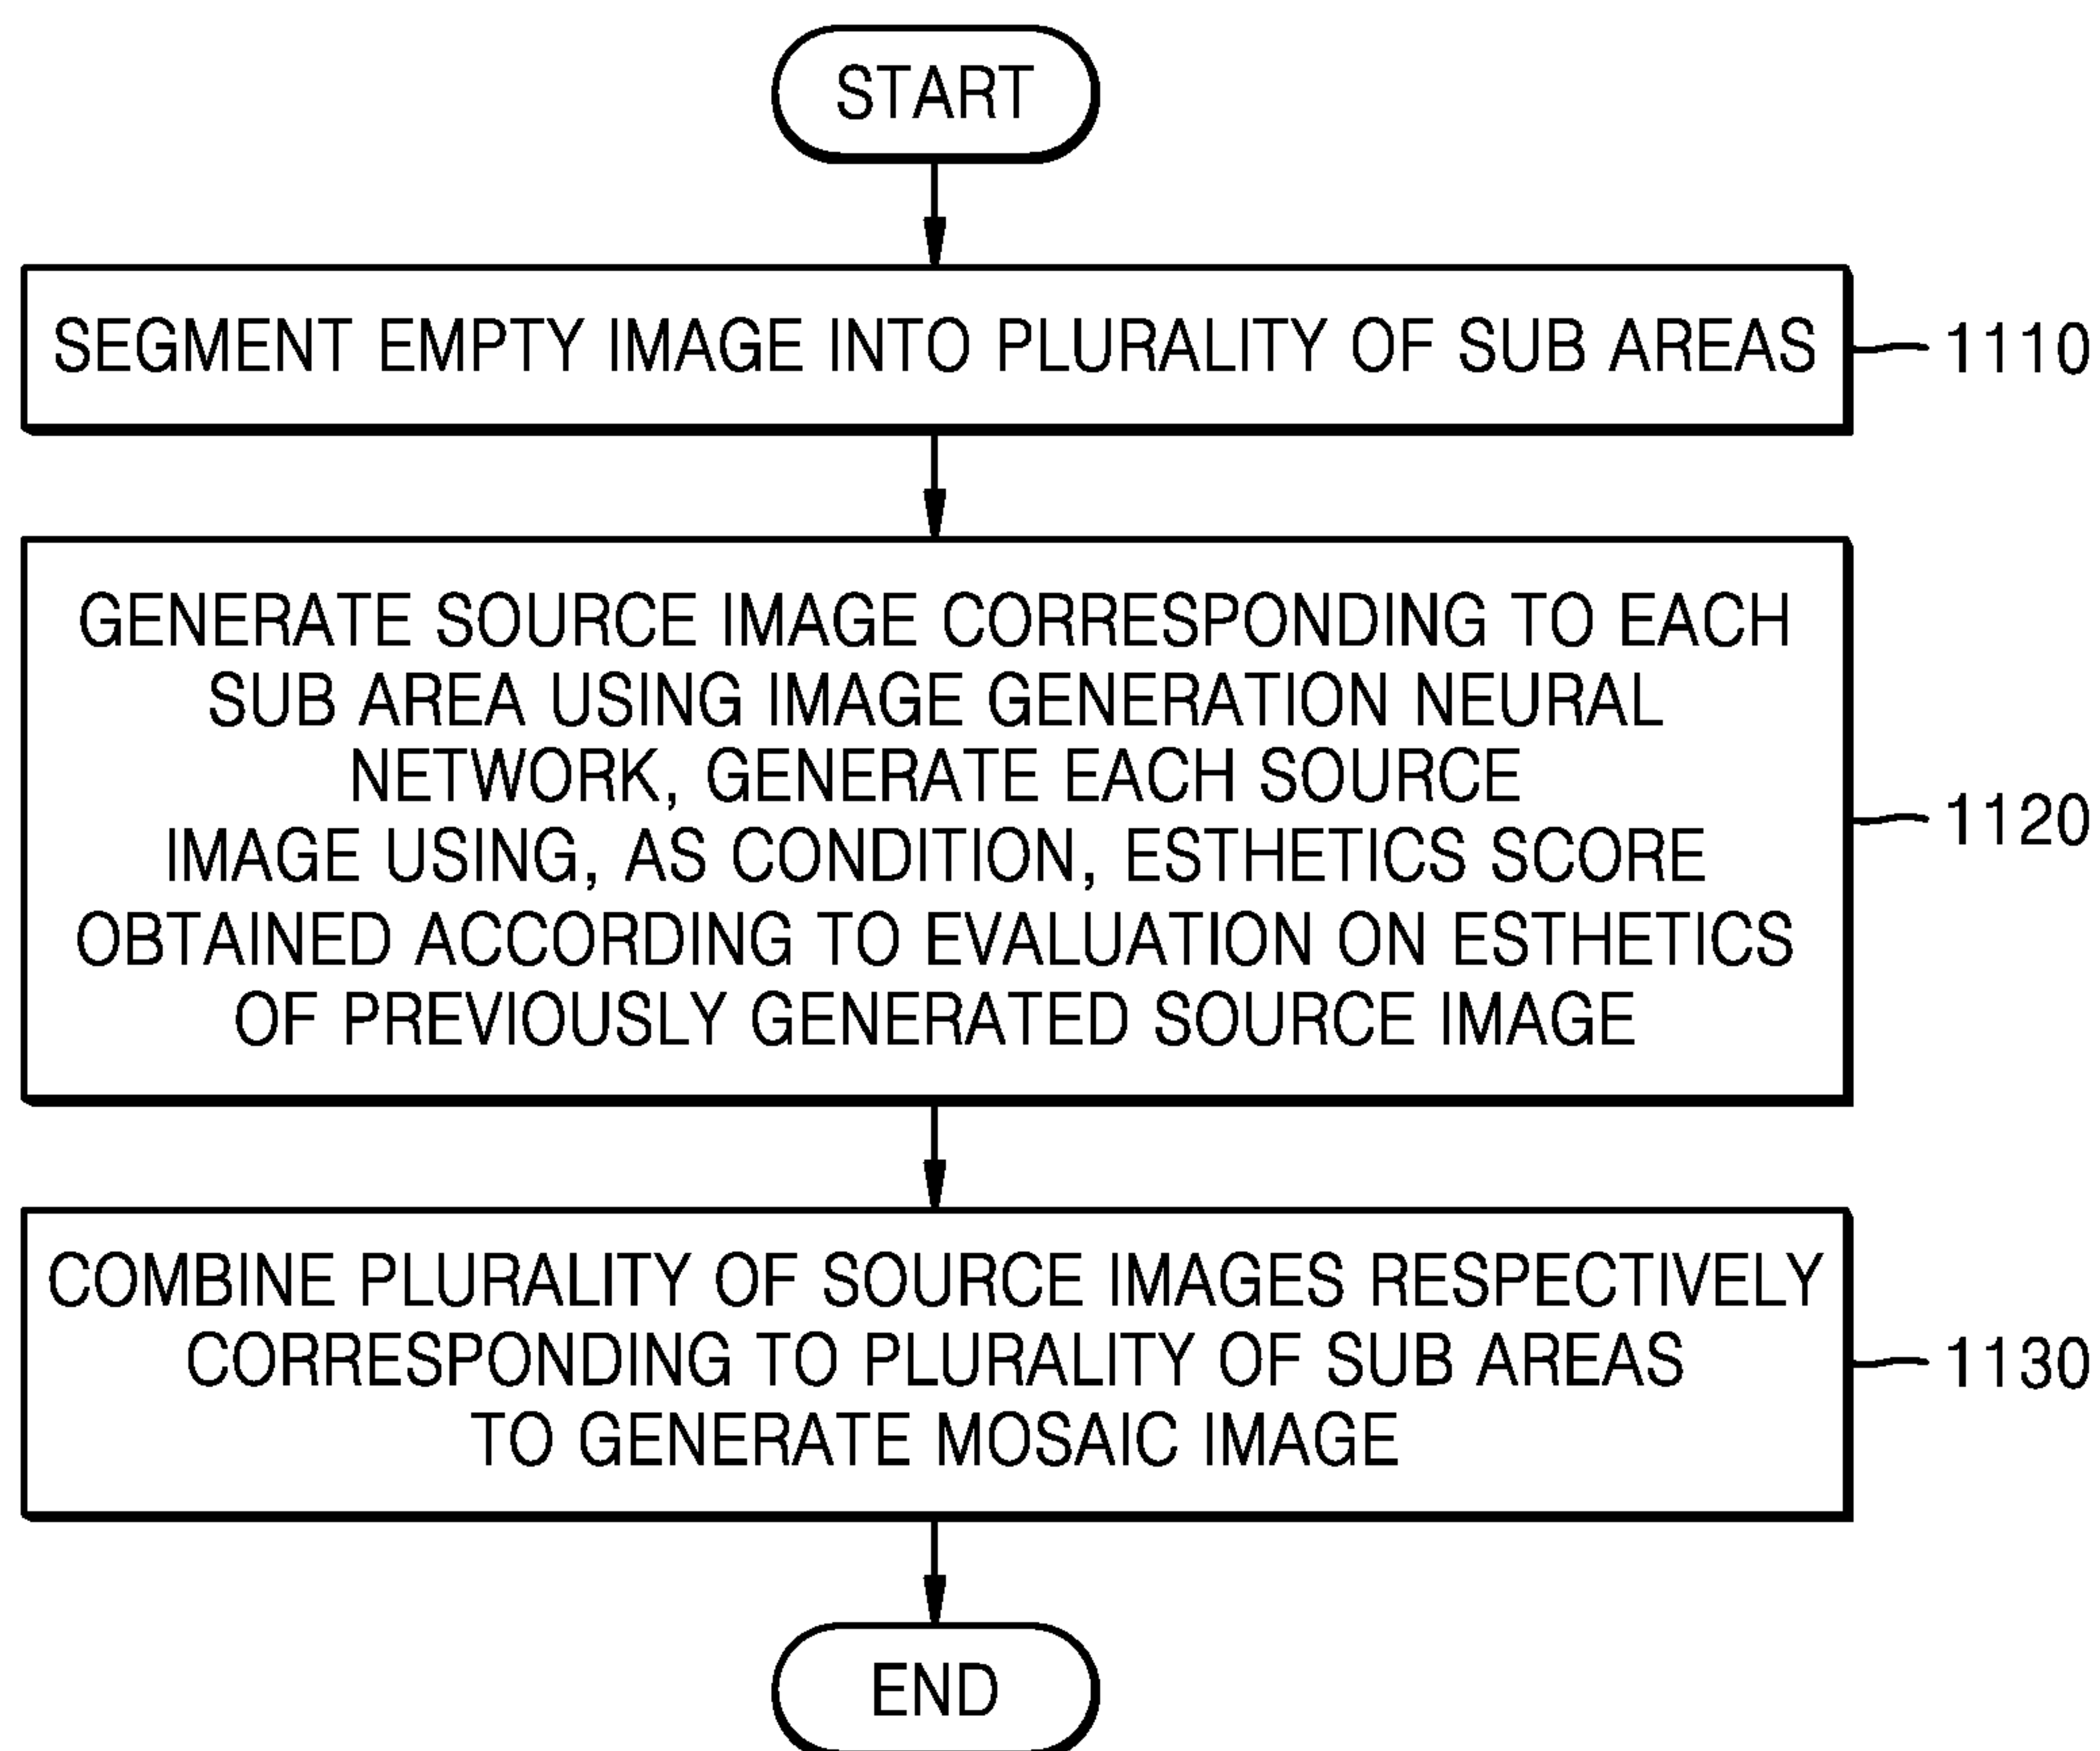 START
SEGMENT EMPTY IMAGE INTO PLURALITY OF SUB AREAS
1110
GENERATE SOURCE IMAGE CORRESPONDING TO EACH
SUB AREA USING IMAGE GENERATION NEURAL
NETWORK, GENERATE EACH SOURCE
IMAGE USING, AS CONDITION, ESTHETICS SCORE
OBTAINED ACCORDING TO EVALUATION ON ESTHETICS
OF PREVIOUSLY GENERATED SOURCE IMAGE
1120
COMBINE PLURALITY OF SOURCE IMAGES RESPECTIVELY
CORRESPONDING TO PLURALITY OF SUB AREAS
TO GENERATE MOSAIC IMAGE
1130
END